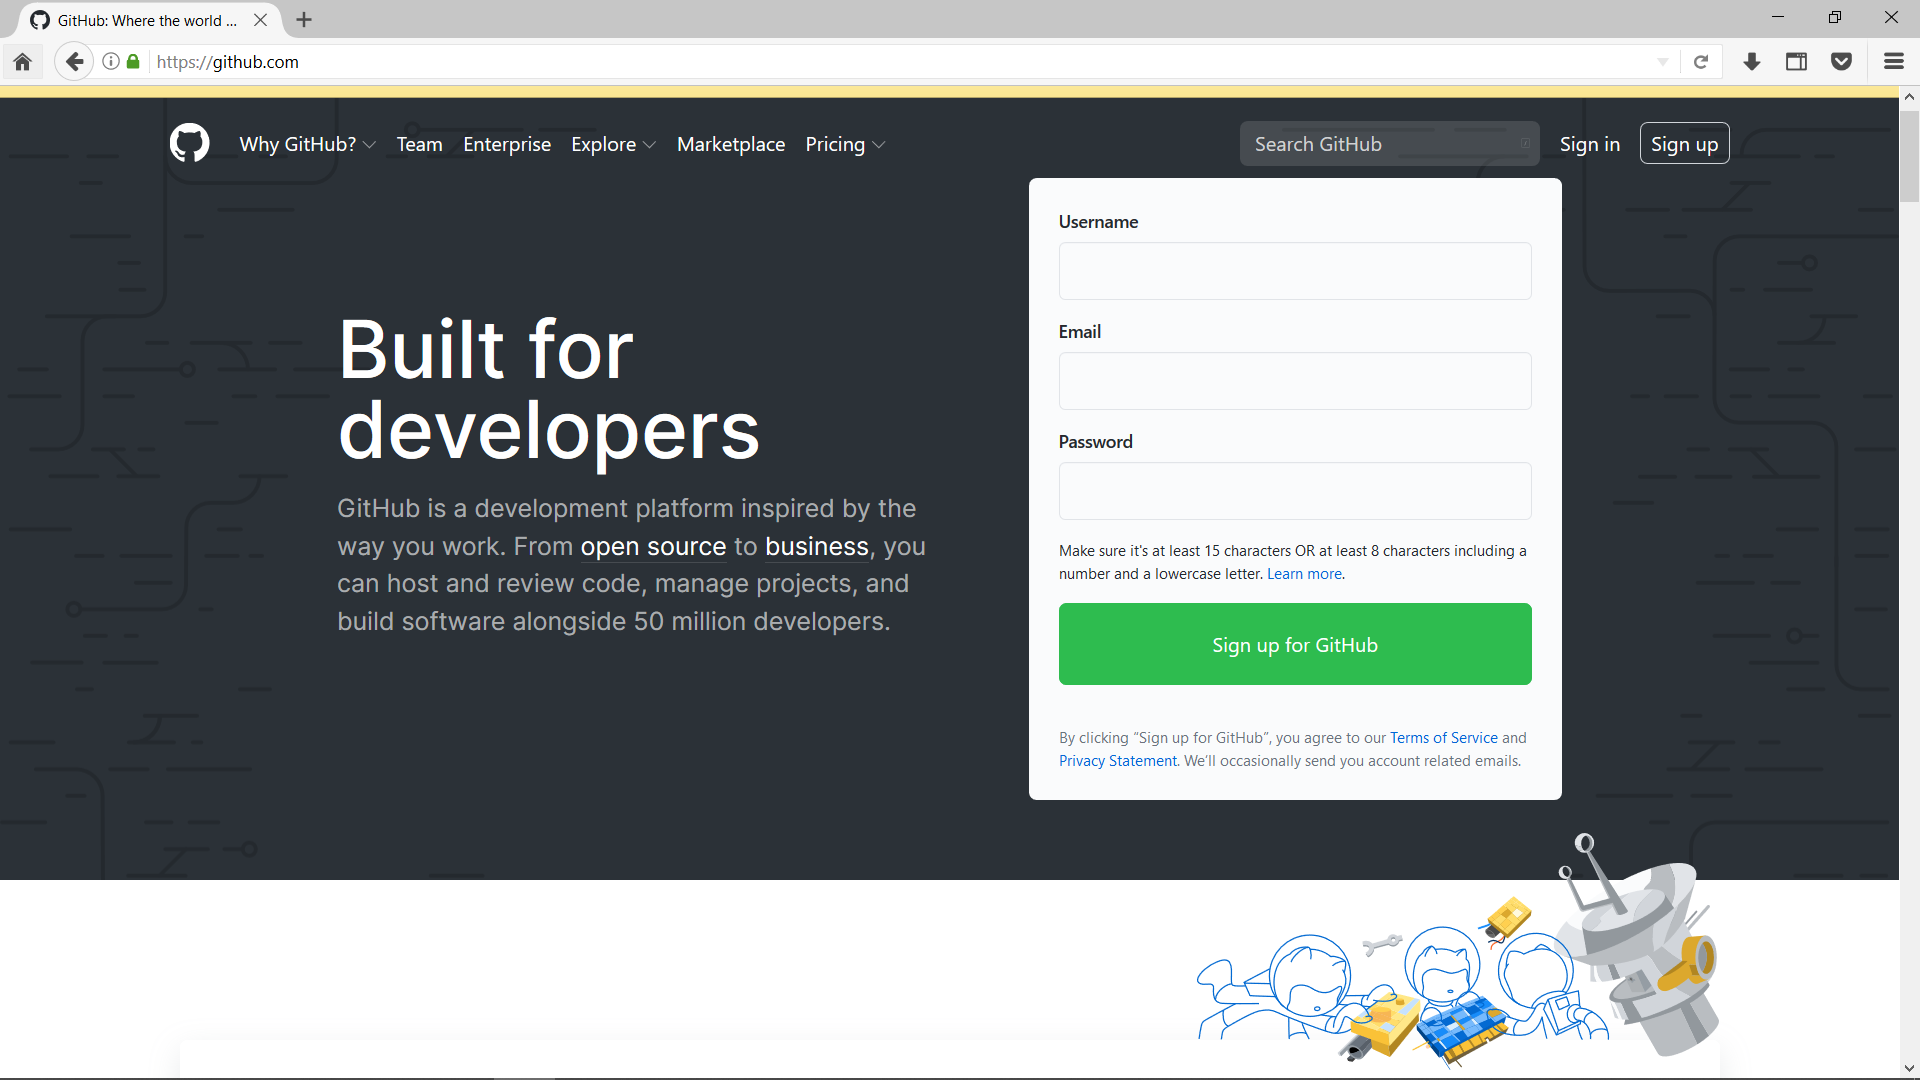 GitHub: Where the world ...
https://github.com
Why GitHub? Team Enterprise Explore Marketplace Pricing Search GitHub Sign in Sign up
Built for
developers
GitHub is a development platform inspired by the
way you work. From open source to business, you
can host and review code, manage projects, and
build software alongside 50 million developers.
Username
Email
Password
Make sure it's at least 15 characters OR at least 8 characters including a
number and a lowercase letter. Learn more.
Sign up for GitHub
By clicking “Sign up for GitHub”, you agree to our Terms of Service and
Privacy Statement. We’ll occasionally send you account related emails.